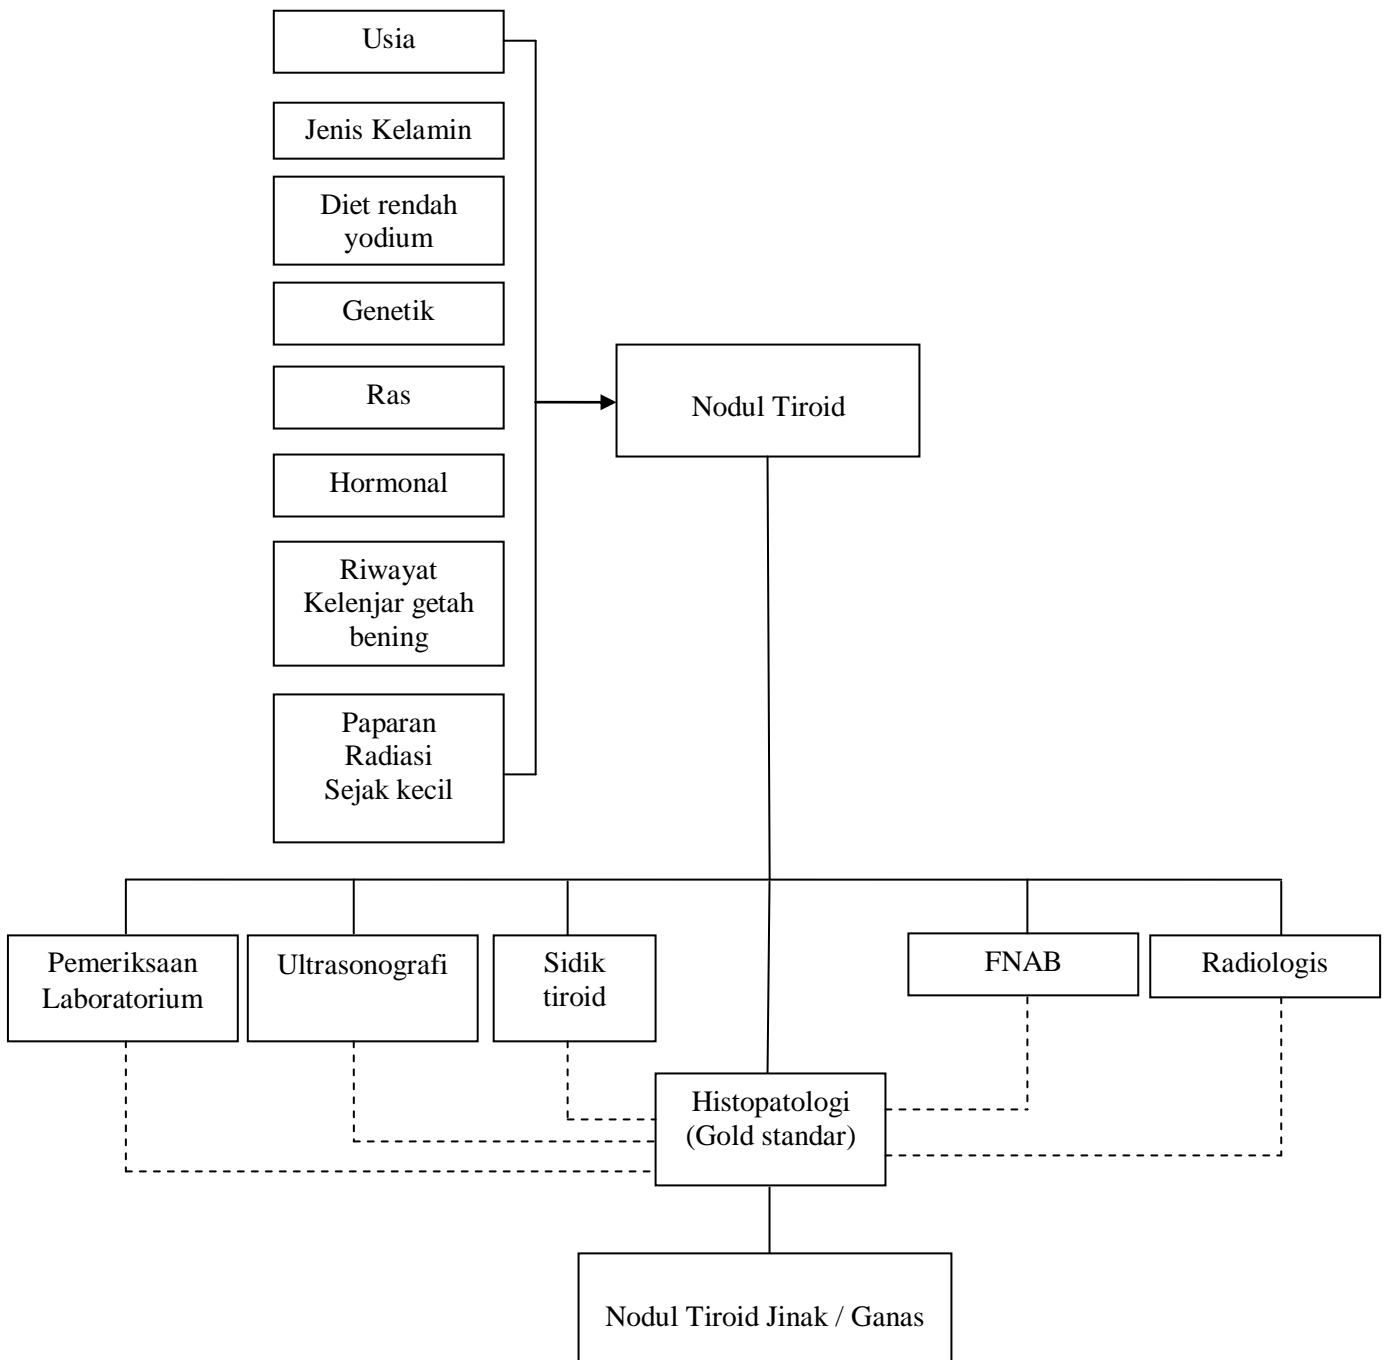 Usia
Jenis Kelamin
Diet rendah
yodium
Genetik
Ras
Nodul Tiroid
Hormonal
Riwayat
Kelenjar getah
bening
Paparan
Radiasi
Sejak kecil
Pemeriksaan
Laboratorium
Ultrasonografi
Sidik
tiroid
FNAB
Radiologis
Histopatologi
(Gold standar)
Nodul Tiroid Jinak / Ganas